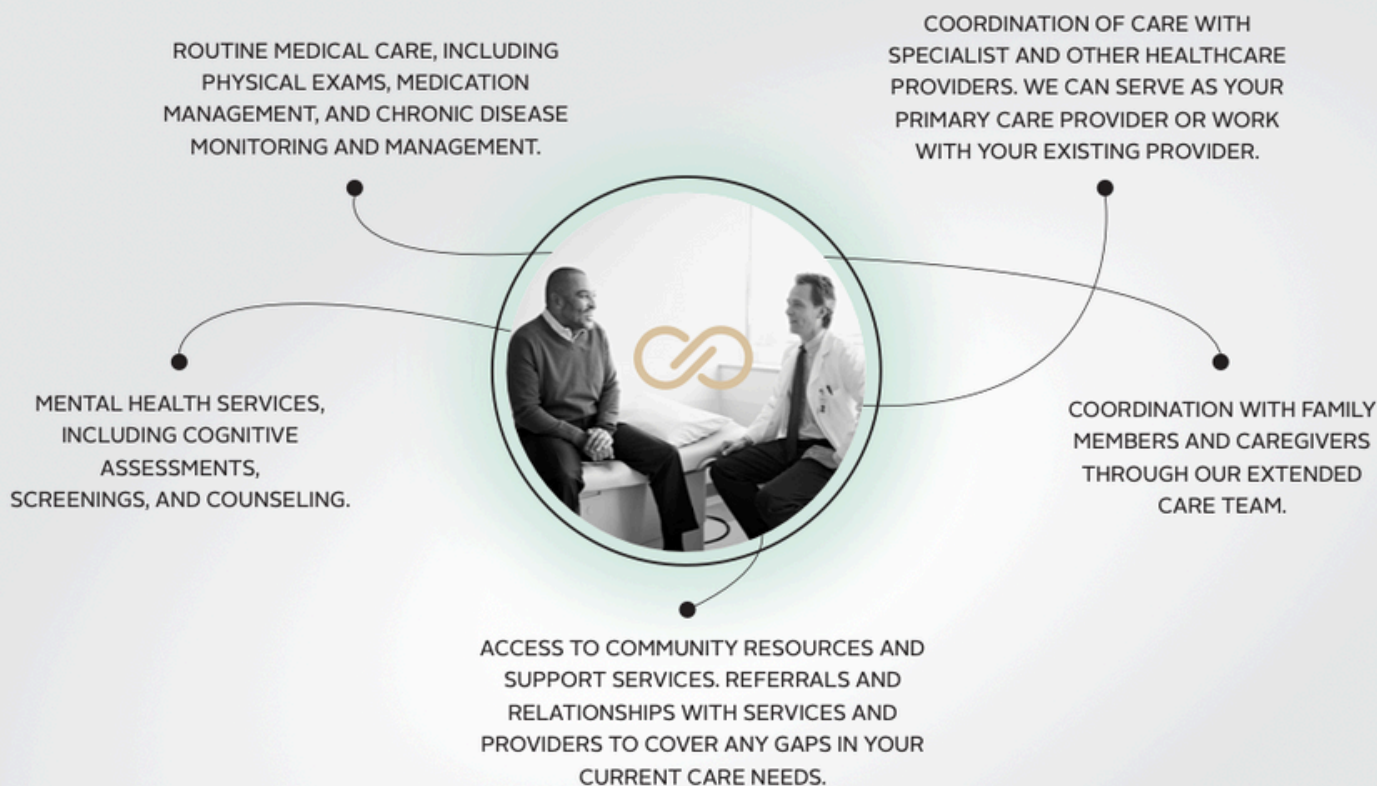 ROUTINE MEDICAL CARE, INCLUDING
PHYSICAL EXAMS, MEDICATION
MANAGEMENT, AND CHRONIC DISEASE
MONITORING AND MANAGEMENT.
COORDINATION OF CARE WITH
SPECIALIST AND OTHER HEALTHCARE
PROVIDERS. WE CAN SERVE AS YOUR
PRIMARY CARE PROVIDER OR WORK
WITH YOUR EXISTING PROVIDER.
MENTAL HEALTH SERVICES,
INCLUDING COGNITIVE
ASSESSMENTS,
SCREENINGS, AND COUNSELING.
COORDINATION WITH FAMILY
MEMBERS AND CAREGIVERS
THROUGH OUR EXTENDED
CARE TEAM.
ACCESS TO COMMUNITY RESOURCES AND
SUPPORT SERVICES. REFERRALS AND
RELATIONSHIPS WITH SERVICES AND
PROVIDERS TO COVER ANY GAPS IN YOUR
CURRENT CARE NEEDS.